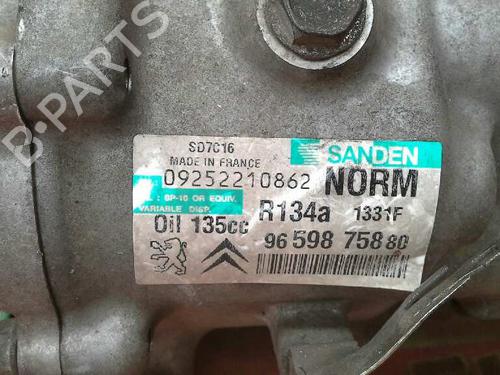 B-PARTS
SD7C16
MADE IN FRANCE
SANDEN
09252210862
NORM
: SP-10 OR EQUIV.
VARIABLE DISP.
R134a 1331F
Oil 135cc
96 598 758 80